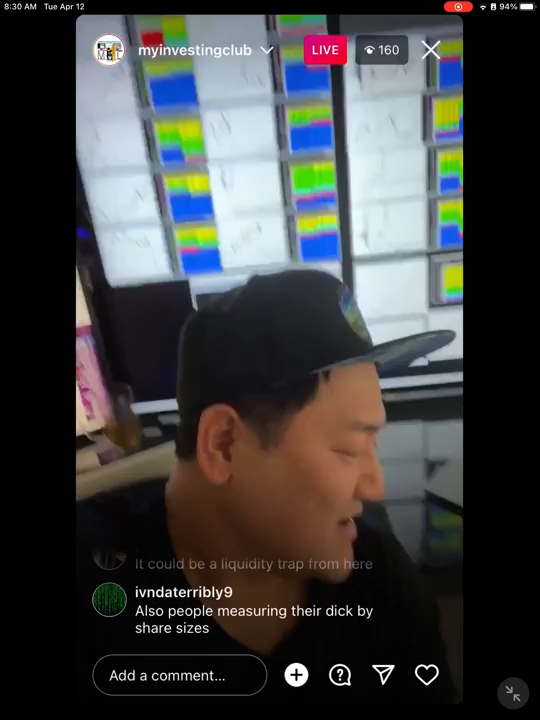 8:30 AM Tue Apr 12
94%
myinvestingclub
LIVE
160
It could be a liquidity trap from here
ivndaterribly9
Also people measuring their dick by
share sizes
Add a comment...